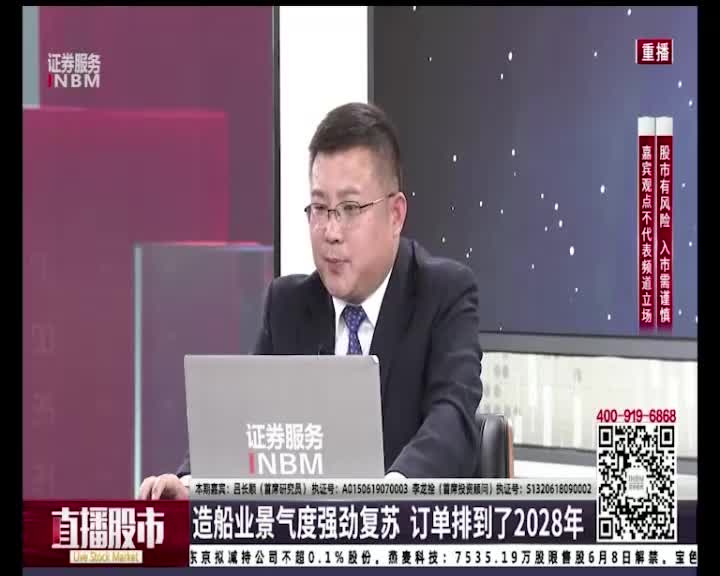 证券服务
INBM
重播
股市有风险 入市需谨慎
嘉宾观点不代表频道立场
400-919-6868
证券服务
INBM
本期嘉宾：吕长顺（首席研究员）执证号：A0150619070003 李龙拴（首席投资顾问）执证号：S1320618090002
直播股市
Live Stock Market
造船业景气度强劲复苏 订单排到了2028年
东京拟减持公司不超0.1%股份。燕麦科技：7535.19万股限售股6月8日解禁。宝色